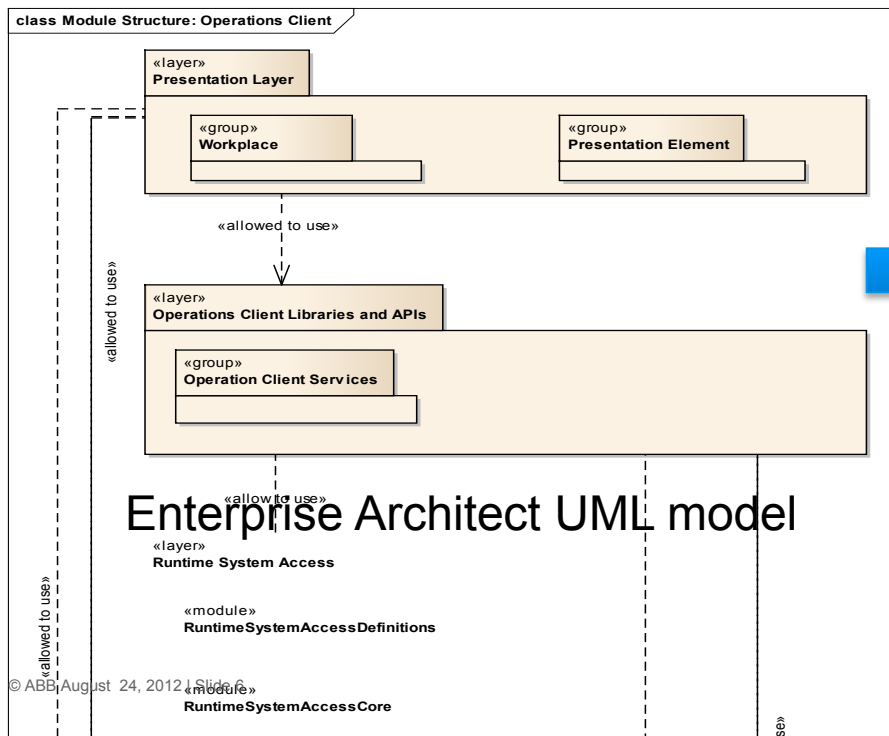 class Module Structure: Operations Client
«layer»
Presentation Layer
«group»
Workplace
«group»
Presentation Element
«allowed to use»
«allowed to use»
«layer»
Operations Client Libraries and APIs
«group»
Operation Client Services
«allow to use»
Enterprise Architect UML model
«layer»
Runtime System Access
«allowed to use»
«module»
RuntimeSystemAccessDefinitions
© ABB August 24, 2012 | Slide 6
«module»
RuntimeSystemAccessCore
se»